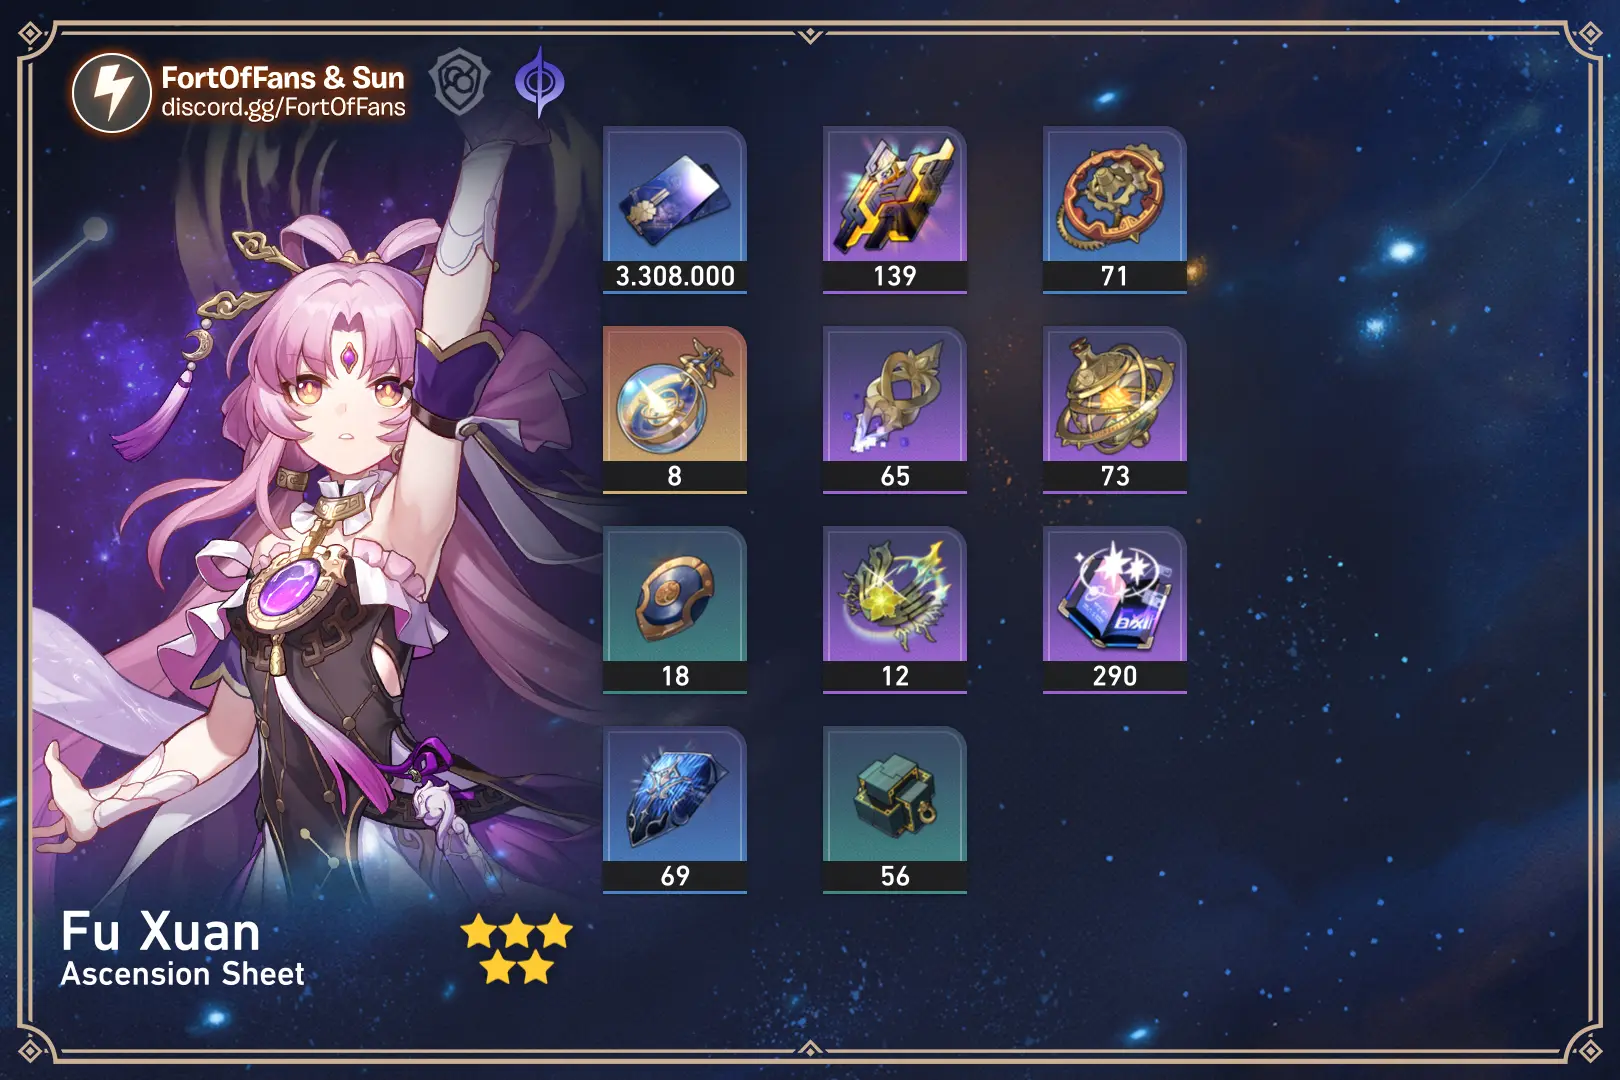 FortOfFans & Sun
discord.gg/FortOfFans
3.308.000
139
71
8
65
73
18
12
290
69
56
Fu Xuan
Ascension Sheet